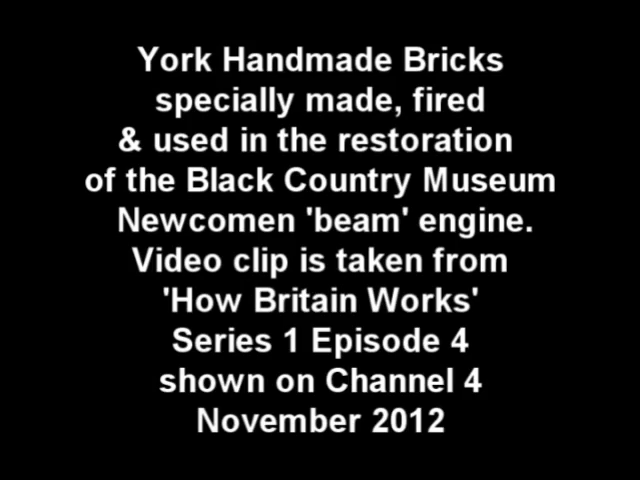 York Handmade Bricks
specially made, fired
& used in the restoration
of the Black Country Museum
Newcomen 'beam' engine.
Video clip is taken from
'How Britain Works'
Series 1 Episode 4
shown on Channel 4
November 2012